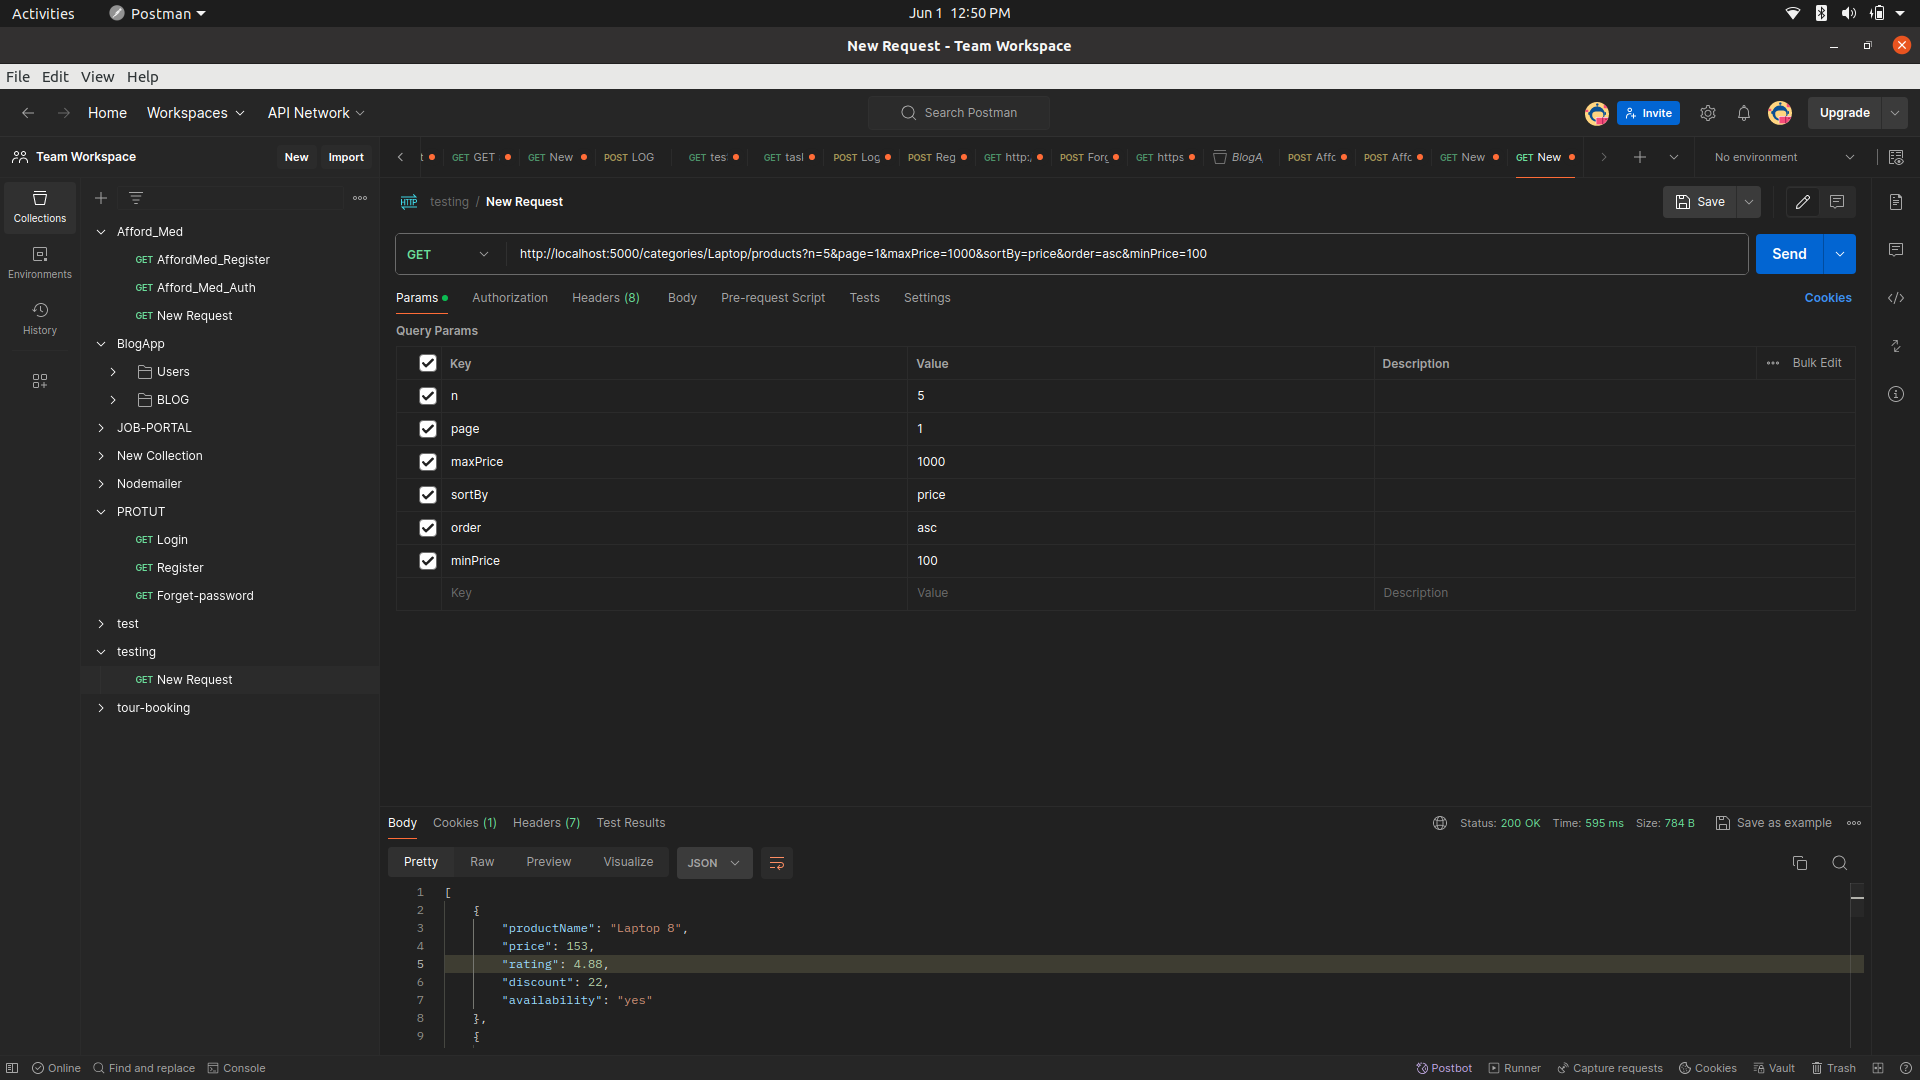 Activities
Postman
Jun 1 12:50 PM
New Request - Team Workspace
File Edit View Help
Home
Workspaces
API Network
Search Postman
Invite
Upgrade
Team Workspace
New
Import
GET GET
GET New
POST LOG
GET tes
GET tasl
POST Log
POST Reg
GET http:
POST Forg
GET https
BlogA
POST Affc
POST Affc
GET New
GET New
No environment
Collections
Environments
History
Afford_Med
GET AffordMed_Register
GET Afford_Med_Auth
GET New Request
BlogApp
Users
BLOG
JOB-PORTAL
New Collection
Nodemailer
PROTUT
GET Login
GET Register
GET Forget-password
test
testing
GET New Request
tour-booking
HTTP testing / New Request
Save
GET
http://localhost:5000/categories/Laptop/products?n=5&page=1&maxPrice=1000&sortBy=price&order=asc&minPrice=100
Send
Params Authorization Headers (8) Body Pre-request Script Tests Settings
Cookies
Query Params
Key Value Description Bulk Edit
n 5
page 1
maxPrice 1000
sortBy price
order asc
minPrice 100
Key Value Description
Body Cookies (1) Headers (7) Test Results
Status: 200 OK Time: 595 ms Size: 784 B Save as example
Pretty Raw Preview Visualize JSON
1 [
2 {
3 "productName": "Laptop 8",
4 "price": 153,
5 "rating": 4.88,
6 "discount": 22,
7 "availability": "yes"
8 },
9 {
Online Find and replace Console
Postbot Runner Capture requests Cookies Vault Trash